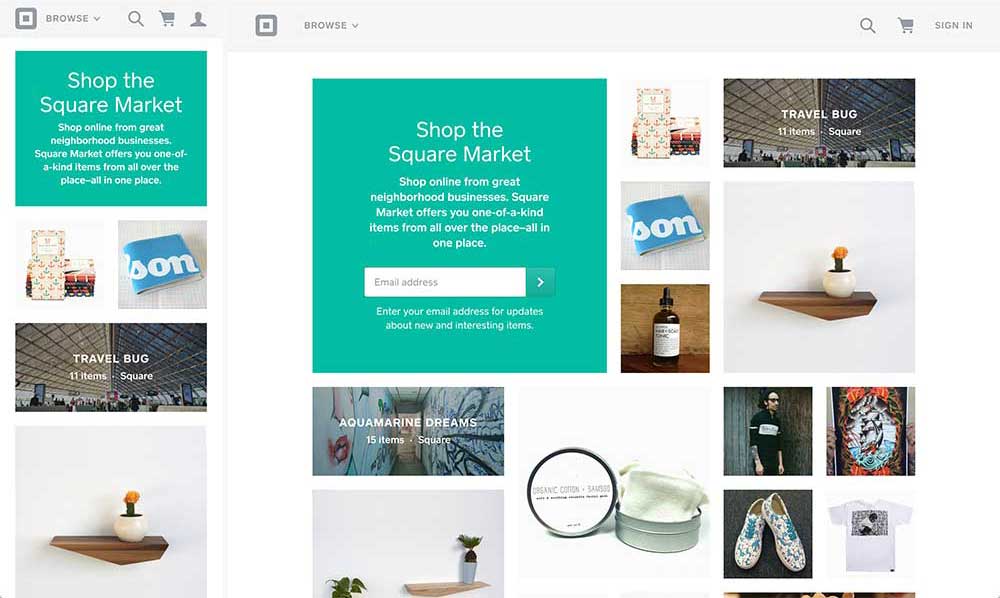 BROWSE
Shop the
Square Market
Shop online from great
neighborhood businesses.
Square Market offers you one-of-
a-kind items from all over the
place–all in one place.
son
TRAVEL BUG
11 items · Square
BROWSE
SIGN IN
Shop the
Square Market
Shop online from great
neighborhood businesses. Square
Market offers you one-of-a-kind
items from all over the place–all in
one place.
Email address
Enter your email address for updates
about new and interesting items.
TRAVEL BUG
11 items · Square
son
HAIR + SCALP
TONIC
AQUAMARINE DREAMS
15 items · Square
ORGANIC COTTON + BAMBOO